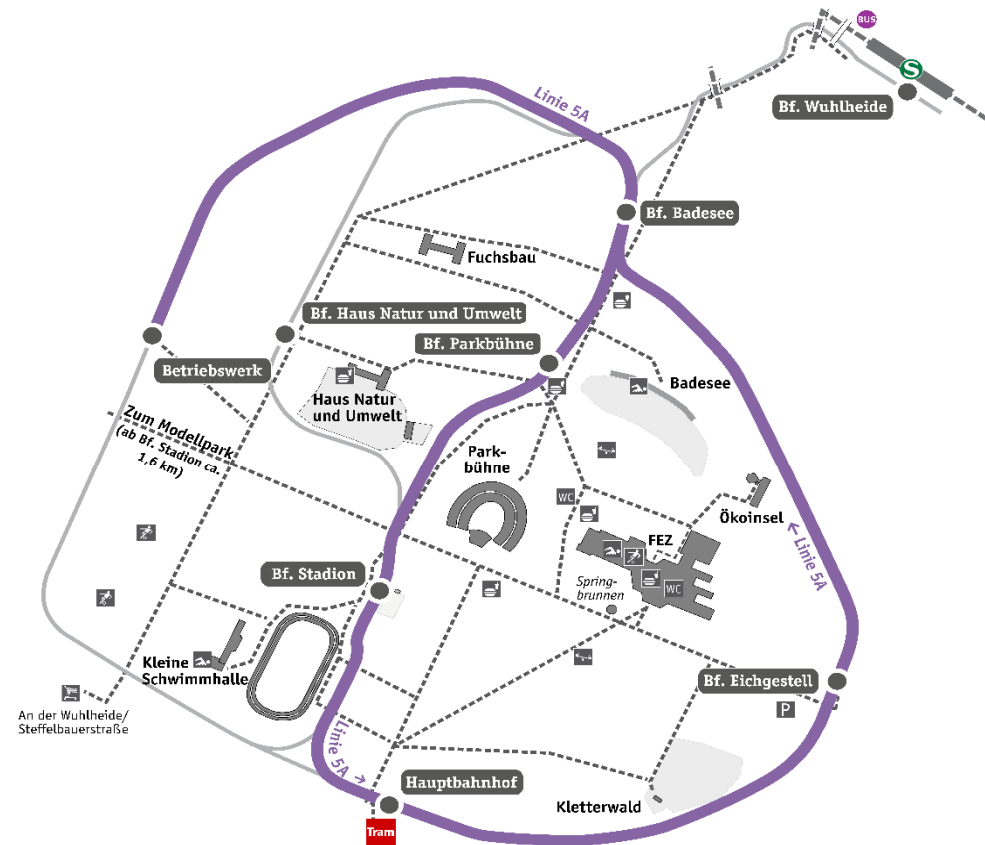 BUS
S
Bf. Wuhlheide
Linie 5A
Bf. Badesee
Fuchsbau
Bf. Haus Natur und Umwelt
Bf. Parkbühne
Betriebswerk
Badesee
Haus Natur
und Umwelt
Zum Modellpark
(ab Bf. Stadion ca.
1,6 km)
Park-
bühne
WC
Ökoinsel
FEZ
← Linie 5A
Bf. Stadion
Spring-
brunnen
WC
Kleine
Schwimmhalle
Bf. Eichgestell
P
An der Wuhlheide/
Steffelbauerstraße
Linie 5A →
Hauptbahnhof
Kletterwald
Tram